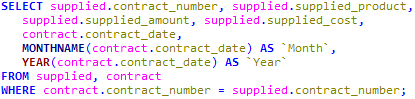 SELECT supplied.contract_number, supplied.supplied_product,
supplied.supplied_amount, supplied.supplied_cost,
contract.contract_date,
MONTHNAME(contract.contract_date) AS `Month`,
YEAR(contract.contract_date) AS `Year`
FROM supplied, contract
WHERE contract.contract_number = supplied.contract_number;